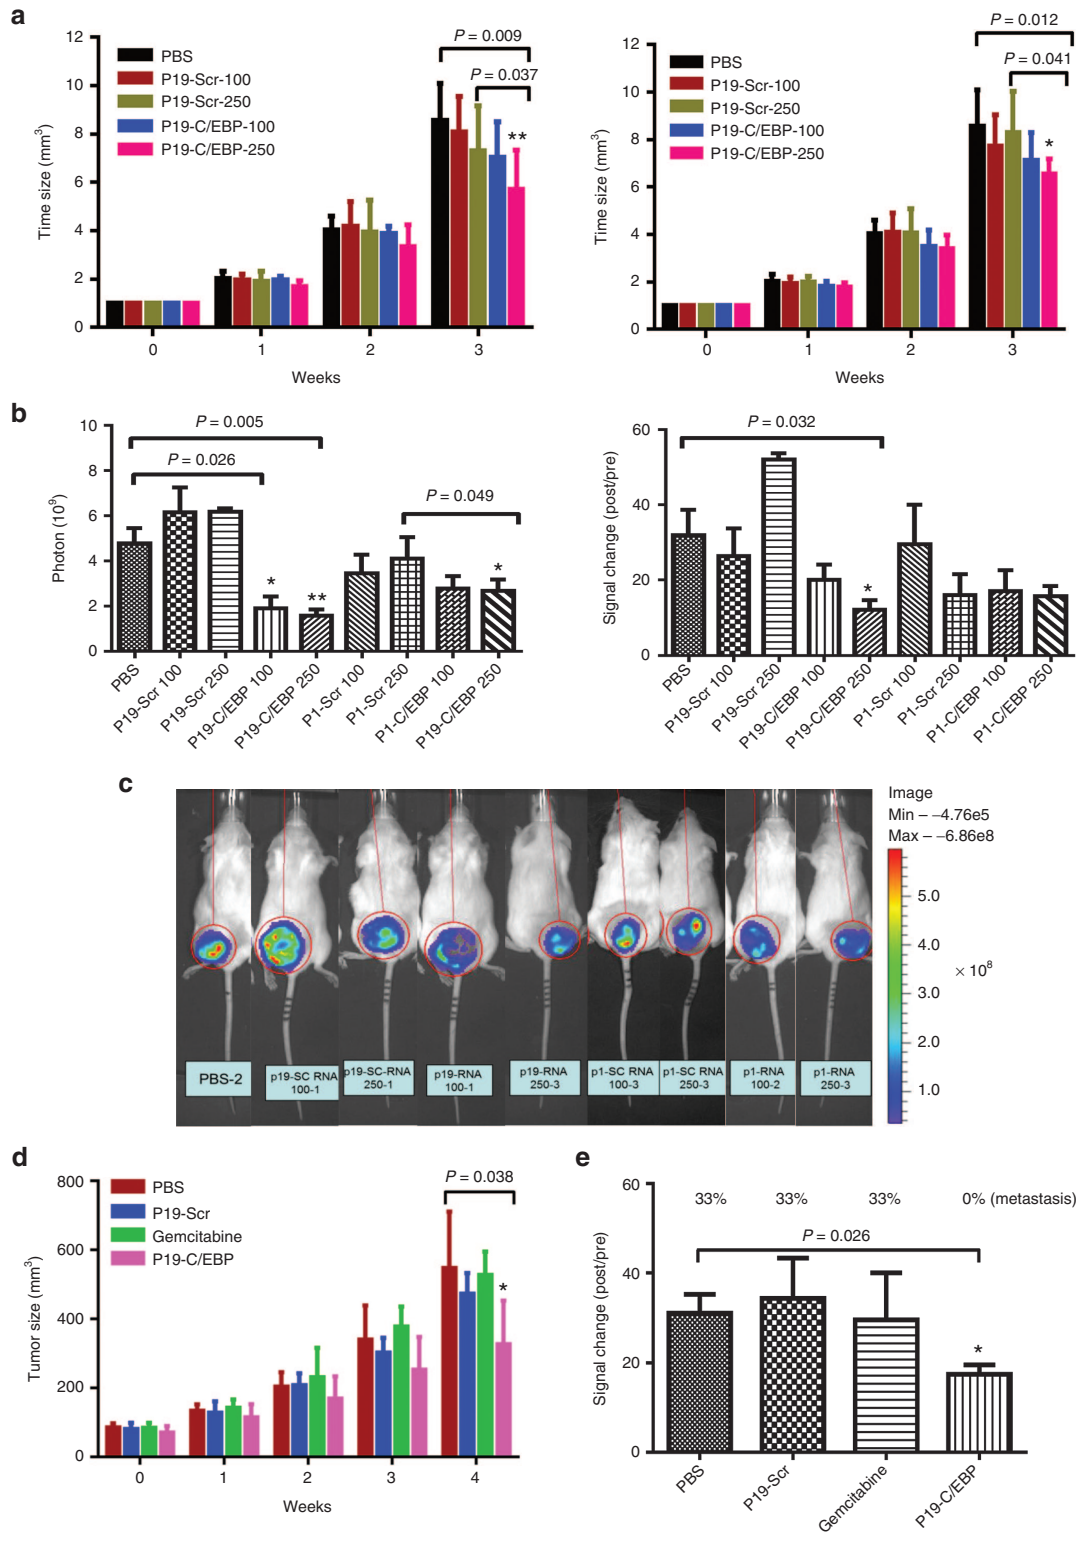 a
12
10
8
6
4
2
0
Time size (mm³)
PBS
P19-Scr-100
P19-Scr-250
P19-C/EBP-100
P19-C/EBP-250
P = 0.009
P = 0.037
**
0 1 2 3
Weeks
12
10
8
6
4
2
0
Time size (mm³)
PBS
P19-Scr-100
P19-Scr-250
P19-C/EBP-100
P19-C/EBP-250
P = 0.012
P = 0.041
*
0 1 2 3
Weeks
b
10
8
6
4
2
0
Photon (10⁹)
P = 0.005
P = 0.026
P = 0.049
*
**
*
PBS
P19-Scr 100
P19-Scr 250
P19-C/EBP 100
P19-C/EBP 250
P1-Scr 100
P1-Scr 250
P1-C/EBP 100
P19-C/EBP 250
60
40
20
0
Signal change (post/pre)
P = 0.032
*
PBS
P19-Scr 100
P19-Scr 250
P19-C/EBP 100
P19-C/EBP 250
P1-Scr 100
P1-Scr 250
P1-C/EBP 100
P1-C/EBP 250
c
PBS-2
p19-SC RNA
100-1
p19-SC-RNA
250-1
p19-RNA
100-1
p19-RNA
250-3
p1-SC RNA
100-3
p1-SC RNA
250-3
p1-RNA
100-2
p1-RNA
250-3
Image
Min – –4.76e5
Max – –6.86e8
5.0
4.0
3.0
2.0
1.0
× 10⁸
d
800
600
400
200
0
Tumor size (mm³)
PBS
P19-Scr
Gemcitabine
P19-C/EBP
P = 0.038
*
0 1 2 3 4
Weeks
e
60
40
20
0
Signal change (post/pre)
33% 33% 33% 0% (metastasis)
P = 0.026
*
PBS
P19-Scr
Gemcitabine
P19-C/EBP